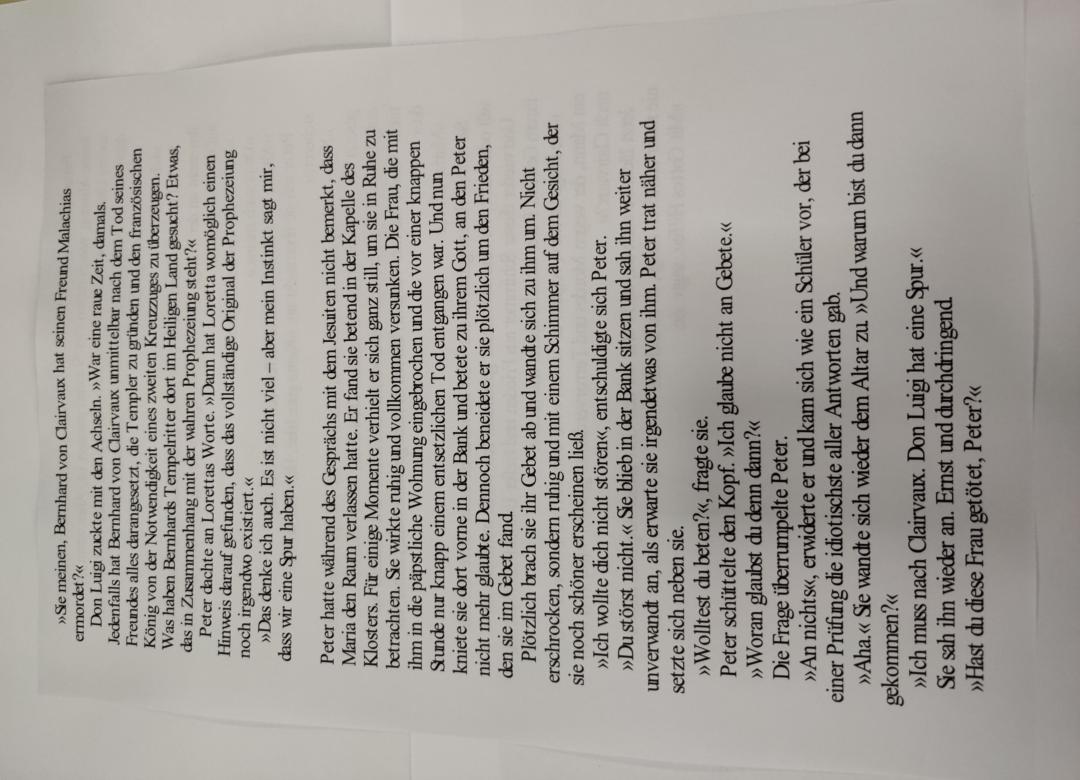 »Sie meinen, Bernhard von Clairvaux hat seinen Freund Malachias
ermordet?«
Don Luigi zuckte mit den Achseln. »War eine raue Zeit, damals.
Jedenfalls hat Bernhard von Clairvaux unmittelbar nach dem Tod seines
Freundes alles darangesetzt, die Templer zu gründen und den französischen
König von der Notwendigkeit eines zweiten Kreuzzuges zu überzeugen.
Was haben Bernhards Tempelritter dort im Heiligen Land gesucht? Etwas,
das in Zusammenhang mit der wahren Prophezeiung steht?«
Peter dachte an Lorettas Worte. »Dann hat Loretta womöglich einen
Hinweis darauf gefunden, dass das vollständige Original der Prophezeiung
noch irgendwo existiert.«
»Das denke ich auch. Es ist nicht viel – aber mein Instinkt sagt mir,
dass wir eine Spur haben.«
Peter hatte während des Gesprächs mit dem Jesuiten nicht bemerkt, dass
Maria den Raum verlassen hatte. Er fand sie betend in der Kapelle des
Klosters. Für einige Momente verhielt er sich ganz still, um sie in Ruhe zu
betrachten. Sie wirkte ruhig und vollkommen versunken. Die Frau, die mit
ihm in die päpstliche Wohnung eingebrochen und die vor einer knappen
Stunde nur knapp einem entsetzlichen Tod entgangen war. Und nun
kniete sie dort vorne in der Bank und betete zu ihrem Gott, an den Peter
nicht mehr glaubte. Dennoch beneidete er sie plötzlich um den Frieden,
den sie im Gebet fand.
Plötzlich brach sie ihr Gebet ab und wandte sich zu ihm um. Nicht
erschrocken, sondern ruhig und mit einem Schimmer auf dem Gesicht, der
sie noch schöner erscheinen ließ.
»Ich wollte dich nicht stören«, entschuldigte sich Peter.
»Du störst nicht.« Sie blieb in der Bank sitzen und sah ihn weiter
unverwandt an, als erwarte sie irgendetwas von ihm. Peter trat näher und
setzte sich neben sie.
»Wolltest du beten?«, fragte sie.
Peter schüttelte den Kopf. »Ich glaube nicht an Gebete.«
»Woran glaubst du denn dann?«
Die Frage überrumpelte Peter.
»An nichts«, erwiderte er und kam sich wie ein Schüler vor, der bei
einer Prüfung die idiotischste aller Antworten gab.
»Aha.« Sie wandte sich wieder dem Altar zu. »Und warum bist du dann
gekommen?«
»Ich muss nach Clairvaux. Don Luigi hat eine Spur.«
Sie sah ihn wieder an. Ernst und durchdringend.
»Hast du diese Frau getötet, Peter?«